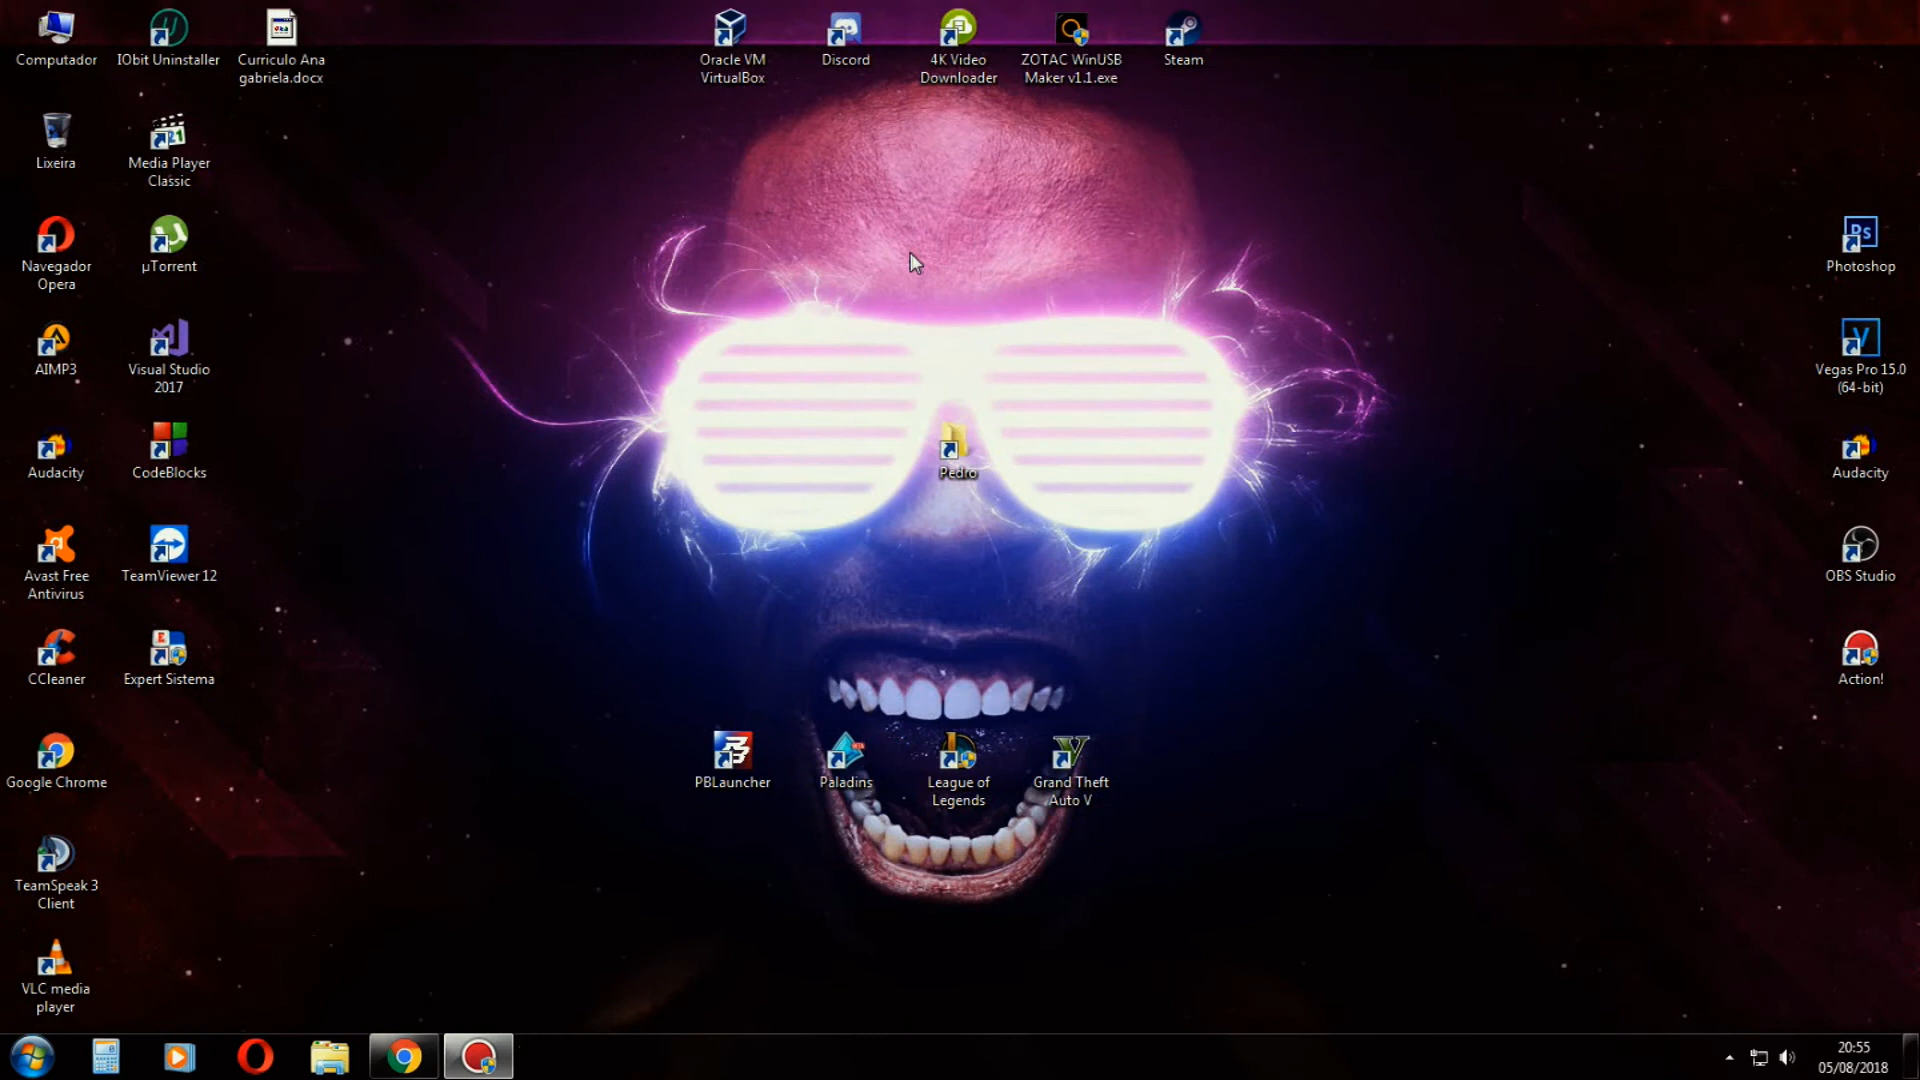 Computador
IObit Uninstaller
Curriculo Ana
gabriela.docx
Oracle VM
VirtualBox
Discord
4K Video
Downloader
ZOTAC WinUSB
Maker v1.1.exe
Steam
Lixeira
Media Player
Classic
321
Navegador
Opera
µTorrent
Ps
Photoshop
AIMP3
Visual Studio
2017
V
Vegas Pro 15.0
(64-bit)
Audacity
CodeBlocks
Pedro
Audacity
Avast Free
Antivirus
TeamViewer 12
OBS Studio
CCleaner
Expert Sistema
Action!
Google Chrome
PBLauncher
Paladins
League of
Legends
Grand Theft
Auto V
TeamSpeak 3
Client
VLC media
player
20:55
05/08/2018